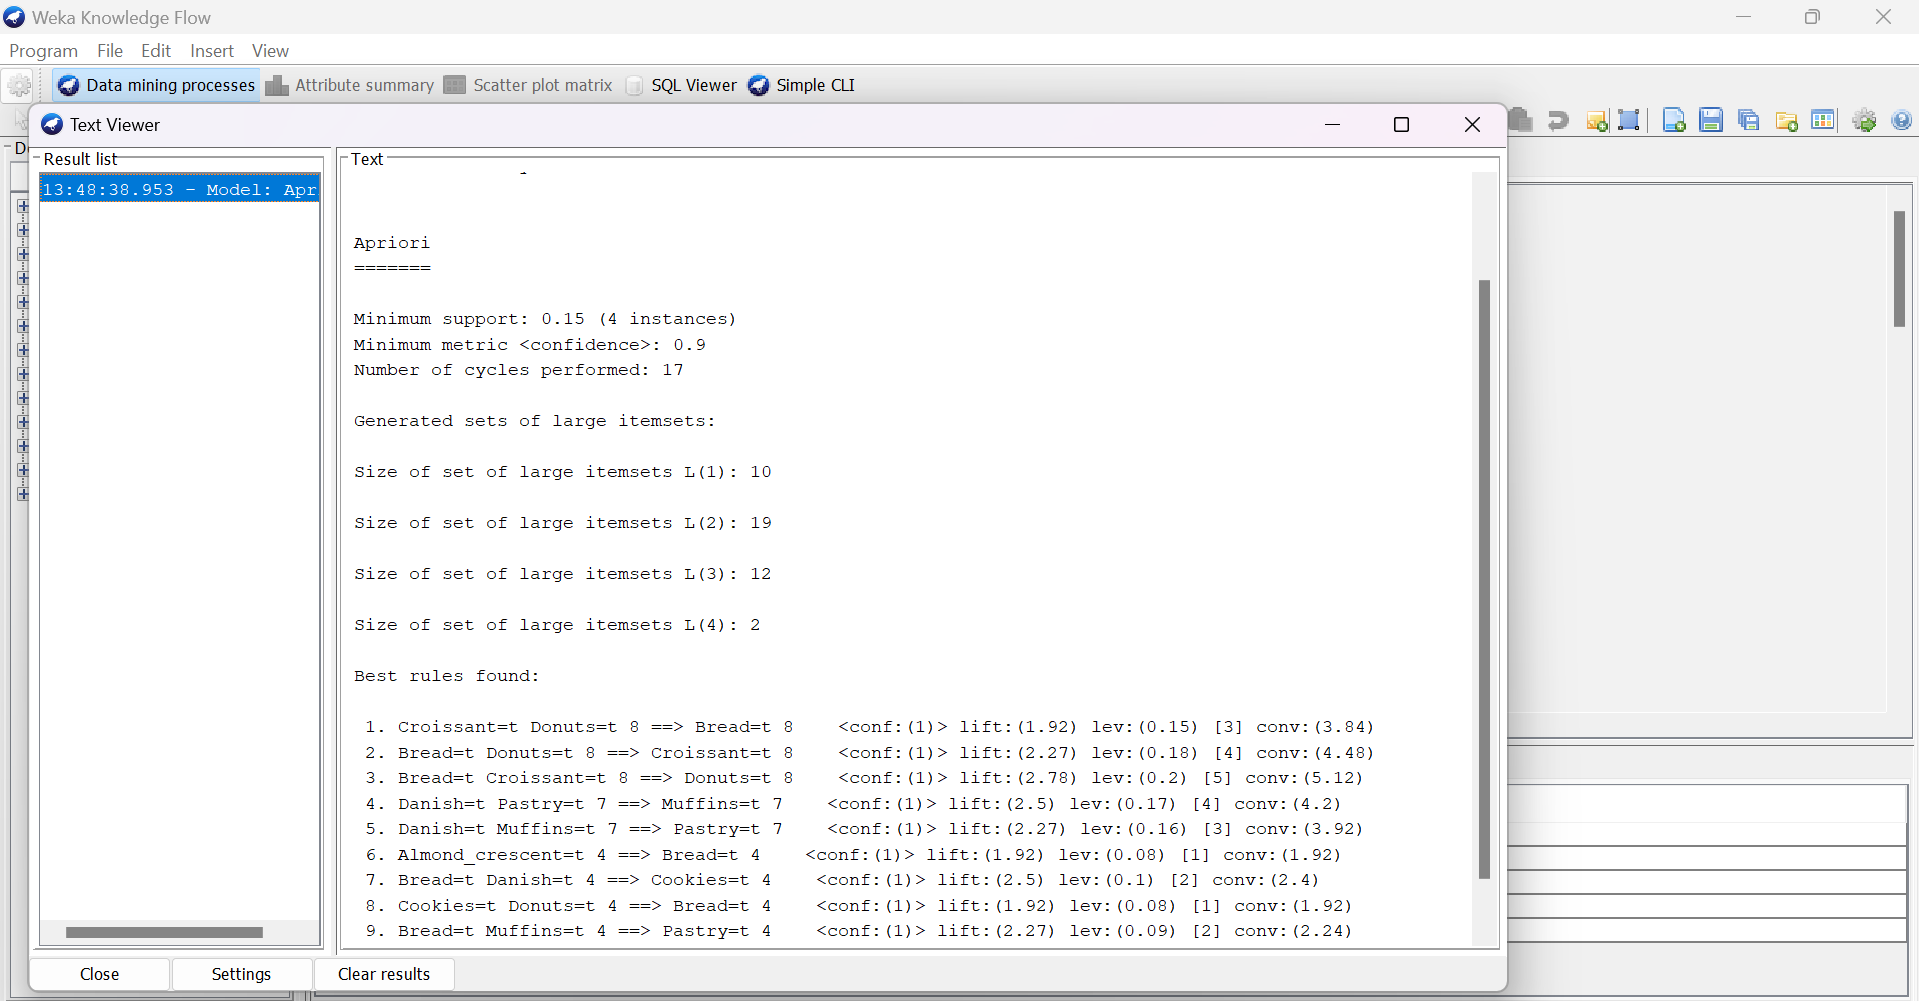 Weka Knowledge Flow
Program File Edit Insert View
Data mining processes Attribute summary Scatter plot matrix SQL Viewer Simple CLI
Text Viewer
Result list
13:48:38.953 - Model: Apr
Text
Apriori
=======
Minimum support: 0.15 (4 instances)
Minimum metric <confidence>: 0.9
Number of cycles performed: 17
Generated sets of large itemsets:
Size of set of large itemsets L(1): 10
Size of set of large itemsets L(2): 19
Size of set of large itemsets L(3): 12
Size of set of large itemsets L(4): 2
Best rules found:
1. Croissant=t Donuts=t 8 ==> Bread=t 8 <conf:(1)> lift:(1.92) lev:(0.15) [3] conv:(3.84)
2. Bread=t Donuts=t 8 ==> Croissant=t 8 <conf:(1)> lift:(2.27) lev:(0.18) [4] conv:(4.48)
3. Bread=t Croissant=t 8 ==> Donuts=t 8 <conf:(1)> lift:(2.78) lev:(0.2) [5] conv:(5.12)
4. Danish=t Pastry=t 7 ==> Muffins=t 7 <conf:(1)> lift:(2.5) lev:(0.17) [4] conv:(4.2)
5. Danish=t Muffins=t 7 ==> Pastry=t 7 <conf:(1)> lift:(2.27) lev:(0.16) [3] conv:(3.92)
6. Almond_crescent=t 4 ==> Bread=t 4 <conf:(1)> lift:(1.92) lev:(0.08) [1] conv:(1.92)
7. Bread=t Danish=t 4 ==> Cookies=t 4 <conf:(1)> lift:(2.5) lev:(0.1) [2] conv:(2.4)
8. Cookies=t Donuts=t 4 ==> Bread=t 4 <conf:(1)> lift:(1.92) lev:(0.08) [1] conv:(1.92)
9. Bread=t Muffins=t 4 ==> Pastry=t 4 <conf:(1)> lift:(2.27) lev:(0.09) [2] conv:(2.24)
Close Settings Clear results